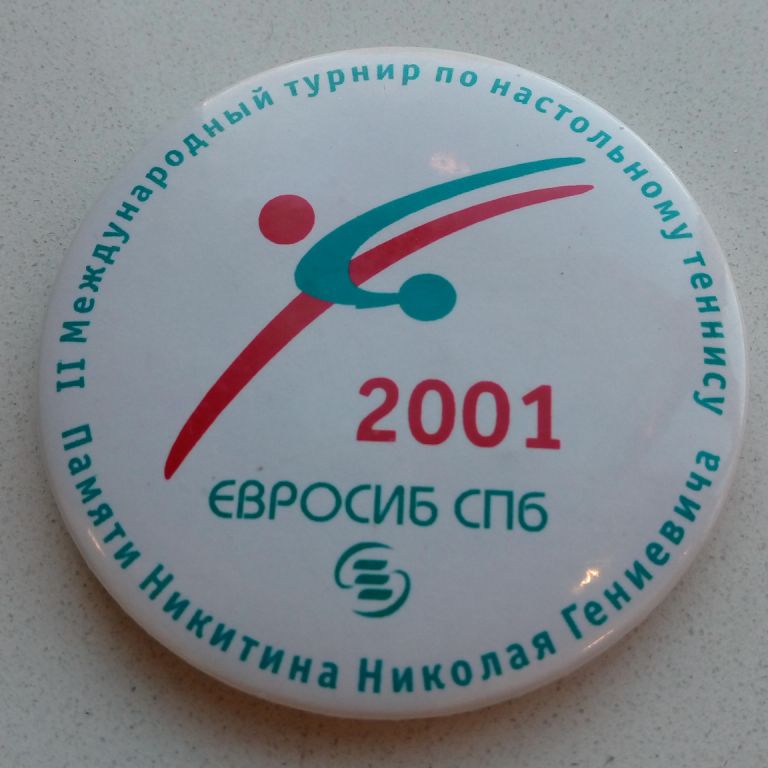 II Международный турнир по настольному теннису
2001
ЕВРОСИБ СПб
Памяти Никитина Николая Гениевича